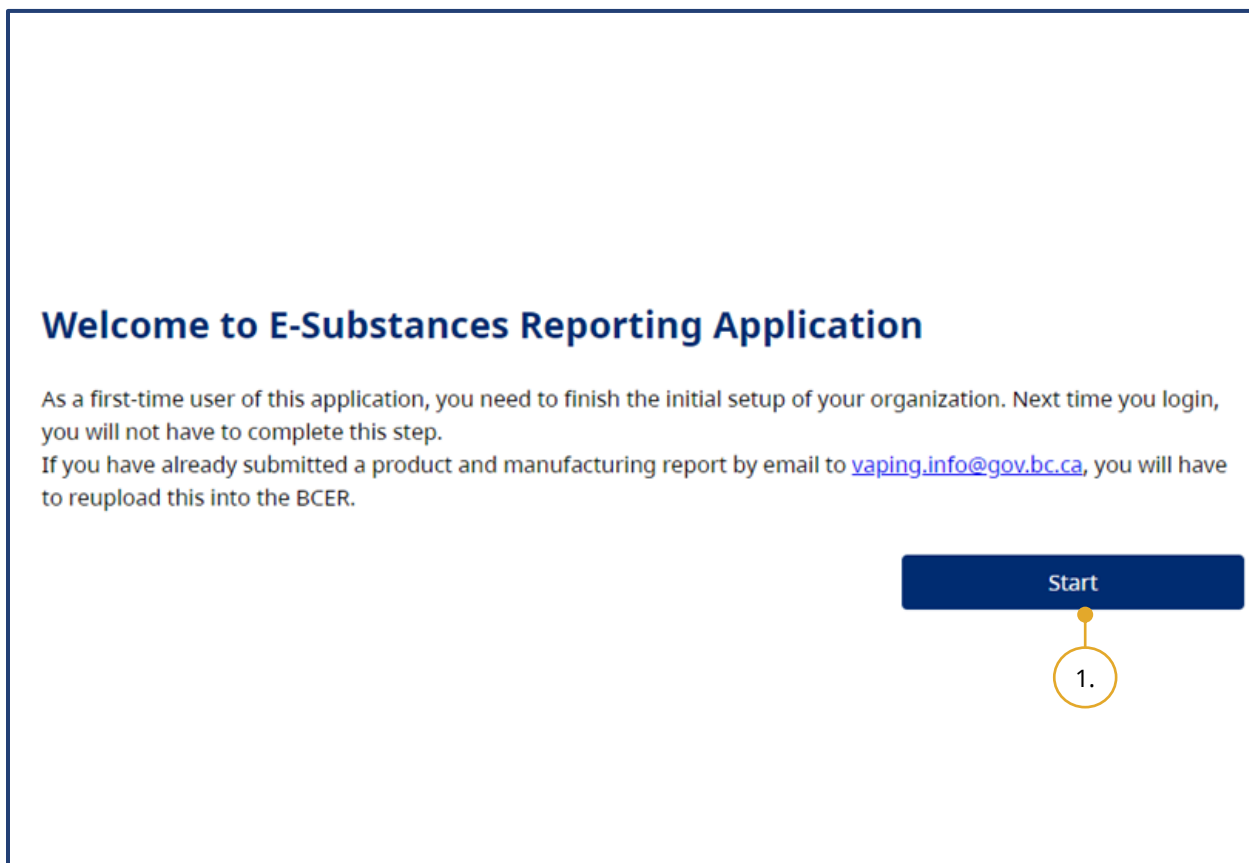 Welcome to E-Substances Reporting Application
As a first-time user of this application, you need to finish the initial setup of your organization. Next time you login,
you will not have to complete this step.
If you have already submitted a product and manufacturing report by email to vaping.info@gov.bc.ca, you will have
to reupload this into the BCER.
Start
1.